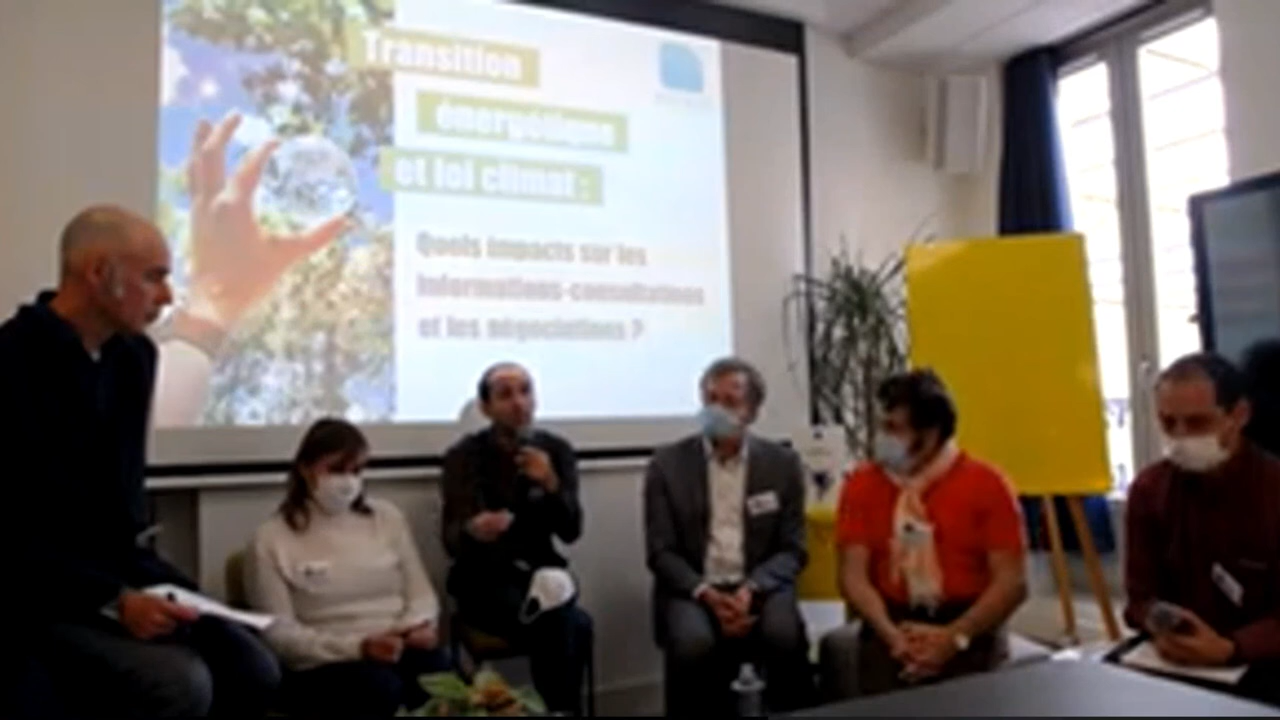 Transition
énergétique
et loi climat :
Quels impacts sur les
informations-consultations
et les négociations ?